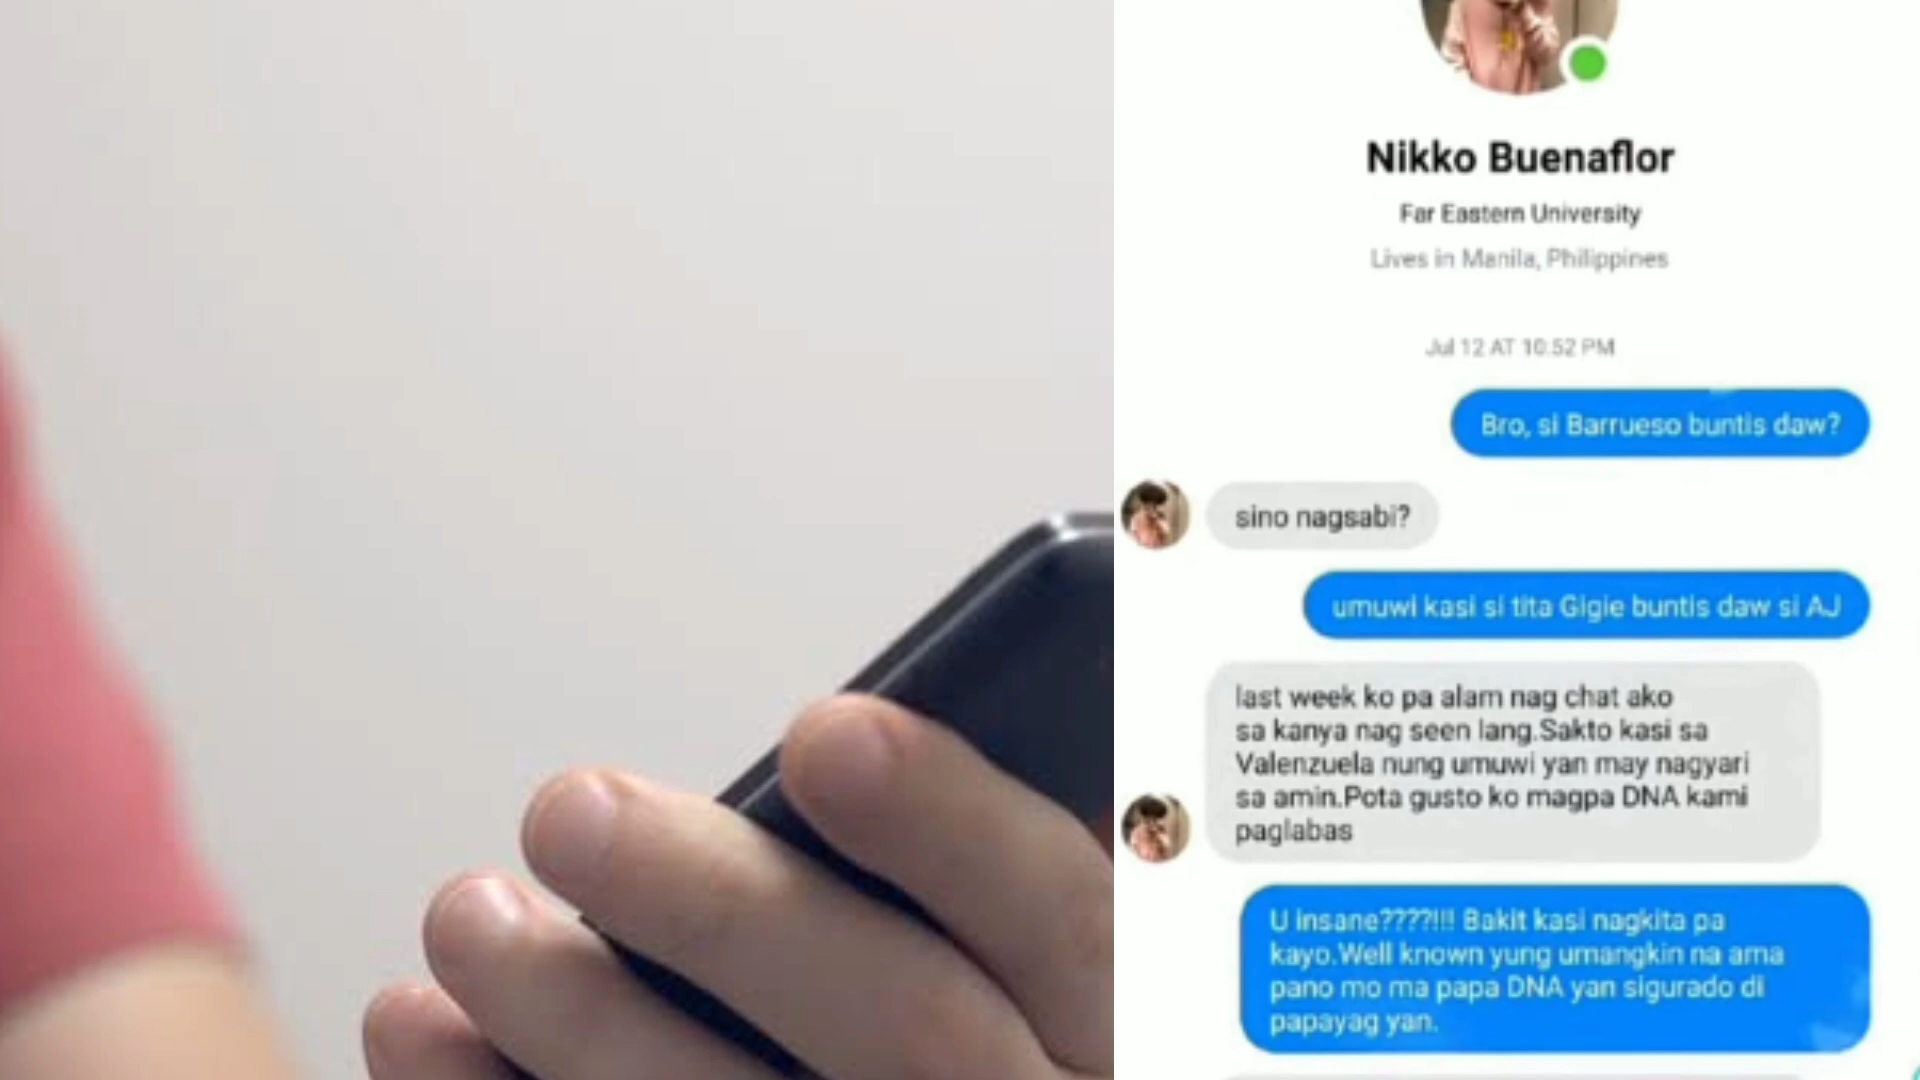 Nikko Buenaflor
Far Eastern University
Lives in Manila, Philippines
Jul 12 AT 10.52 PM
Bro, si Barrueso buntis daw?
sino nagsabi?
umuwi kasi si tita Gigie buntis daw si AJ
last week ko pa alam nag chat ako
sa kanya nag seen lang.Sakto kasi sa
Valenzuela nung umuwi yan may nagyari
sa amin.Pota gusto ko magpa DNA kami
paglabas
U insane????!!! Bakit kasi nagkita pa
kayo.Well known yung umangkin na ama
pano mo ma papa DNA yan sigurado di
papayag yan.